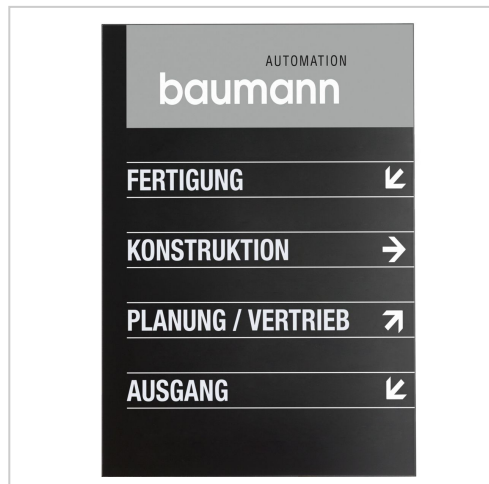 AUTOMATION
baumann
FERTIGUNG
KONSTRUKTION
PLANUNG / VERTRIEB
AUSGANG